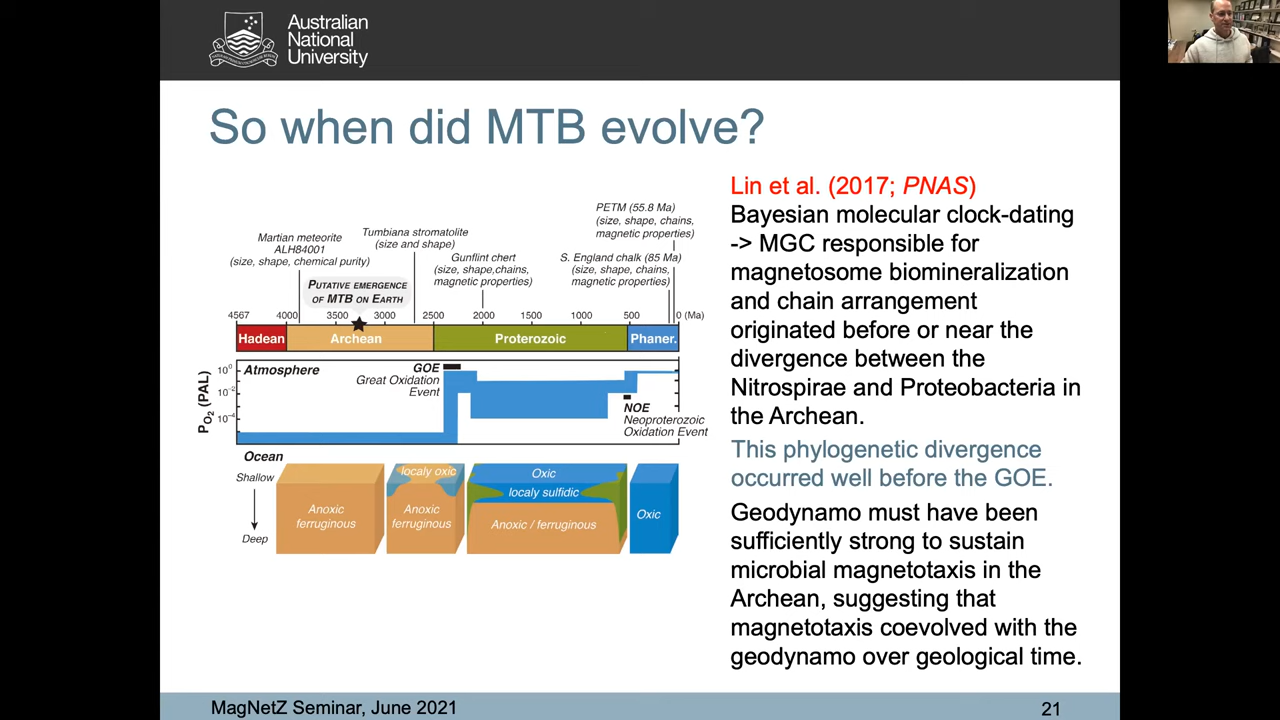 Australian
National
University
So when did MTB evolve?
PETM (55.8 Ma)
(size, shape, chains,
magnetic properties)
Martian meteorite
ALH84001
(size, shape, chemical purity)
Tumbiana stromatolite
(size and shape)
Gunflint chert
(size, shape,chains,
magnetic properties)
S. England chalk (85 Ma)
(size, shape, chains,
magnetic properties)
PUTATIVE EMERGENCE
OF MTB ON EARTH
4567 4000 3500 3000 2500 2000 1500 1000 500 0 (Ma)
Hadean Archean Proterozoic Phaner.
Atmosphere
PO2 (PAL)
10^0
10^-2
10^-4
GOE
Great Oxidation
Event
NOE
Neoproterozoic
Oxidation Event
Ocean
Shallow
Deep
Anoxic
ferruginous
localy oxic
Anoxic
ferruginous
Oxic
localy sulfidic
Anoxic / ferruginous
Oxic
Lin et al. (2017; PNAS)
Bayesian molecular clock-dating
-> MGC responsible for
magnetosome biomineralization
and chain arrangement
originated before or near the
divergence between the
Nitrospirae and Proteobacteria in
the Archean.
This phylogenetic divergence
occurred well before the GOE.
Geodynamo must have been
sufficiently strong to sustain
microbial magnetotaxis in the
Archean, suggesting that
magnetotaxis coevolved with the
geodynamo over geological time.
MagNetZ Seminar, June 2021
21